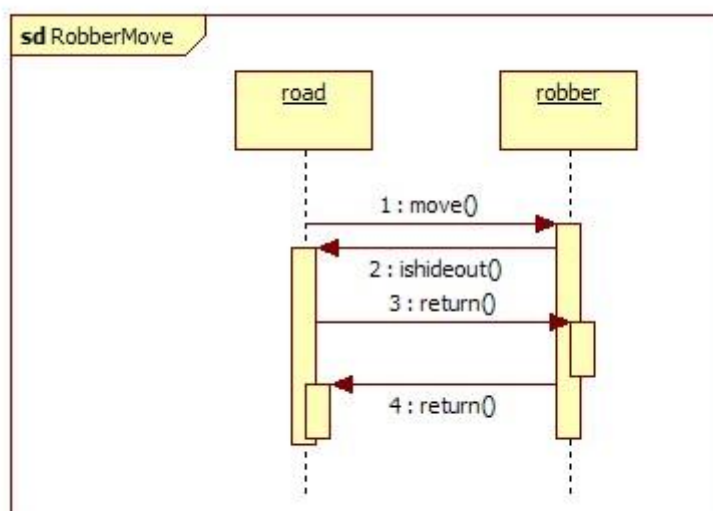 sd RobberMove
road
robber
1 : move()
2 : ishideout()
3 : return()
4 : return()